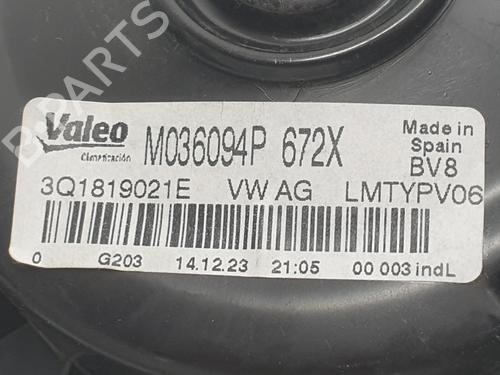 B-PARTS
Valeo M036094P 672X Made in Spain
Climatización BV8
3Q1819021E VW AG LMTYPV06
0 G203 14.12.23 21:05 00 003 indL